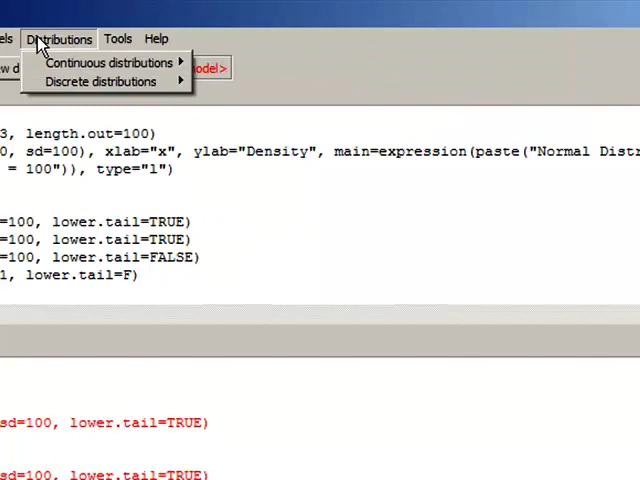 els Distributions Tools Help
Continuous distributions
ew d odel>
Discrete distributions
3, length.out=100)
0, sd=100), xlab="x", ylab="Density", main=expression(paste("Normal Distr
= 100")), type="l")
=100, lower.tail=TRUE)
=100, lower.tail=TRUE)
=100, lower.tail=FALSE)
1, lower.tail=F)
sd=100, lower.tail=TRUE)
sd=100, lower.tail=TRUE)